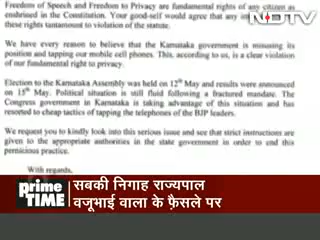 Freedom of Speech and Freedom to Privacy are fundamental rights of any citizen as
enshrined in the Constitution. Your good-self would agree that any
NDTV
these rights tantamount to violation of the statute.
We have every reason to believe that the Karnataka government is misusing its
position and tapping our mobile cell phones. This, according to us, is a clear violation
of our fundamental right to privacy.
Election to the Karnataka Assembly was held on 12th May and results were announced
on 15th May. Political situation is still fluid following a fractured mandate. The
Congress government in Karnataka is taking advantage of this situation and has
resorted to cheap tactics of tapping the telephones of the BJP leaders.
We request you to kindly look into this serious issue and see that strict instructions are
given to the appropriate authorities in the state government in order to end this
pernicious practice.
With regards,
prime
TIME
सबकी निगाह राज्यपाल
वजूभाई वाला के फ़ैसले पर